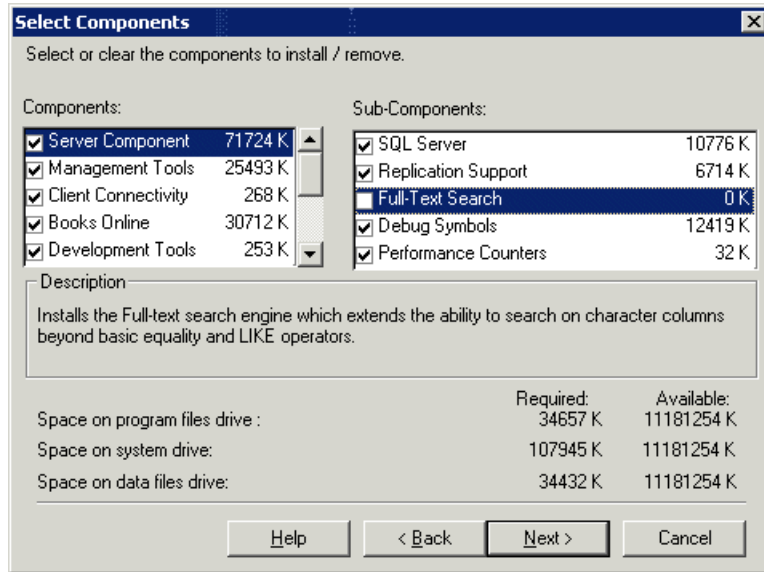 Select Components
Select or clear the components to install / remove.
Components:
Server Component 71724 K
Management Tools 25493 K
Client Connectivity 268 K
Books Online 30712 K
Development Tools 253 K
Sub-Components:
SQL Server 10776 K
Replication Support 6714 K
Full-Text Search 0 K
Debug Symbols 12419 K
Performance Counters 32 K
Description
Installs the Full-text search engine which extends the ability to search on character columns
beyond basic equality and LIKE operators.
Required: Available:
Space on program files drive : 34657 K 11181254 K
Space on system drive: 107945 K 11181254 K
Space on data files drive: 34432 K 11181254 K
Help < Back Next > Cancel